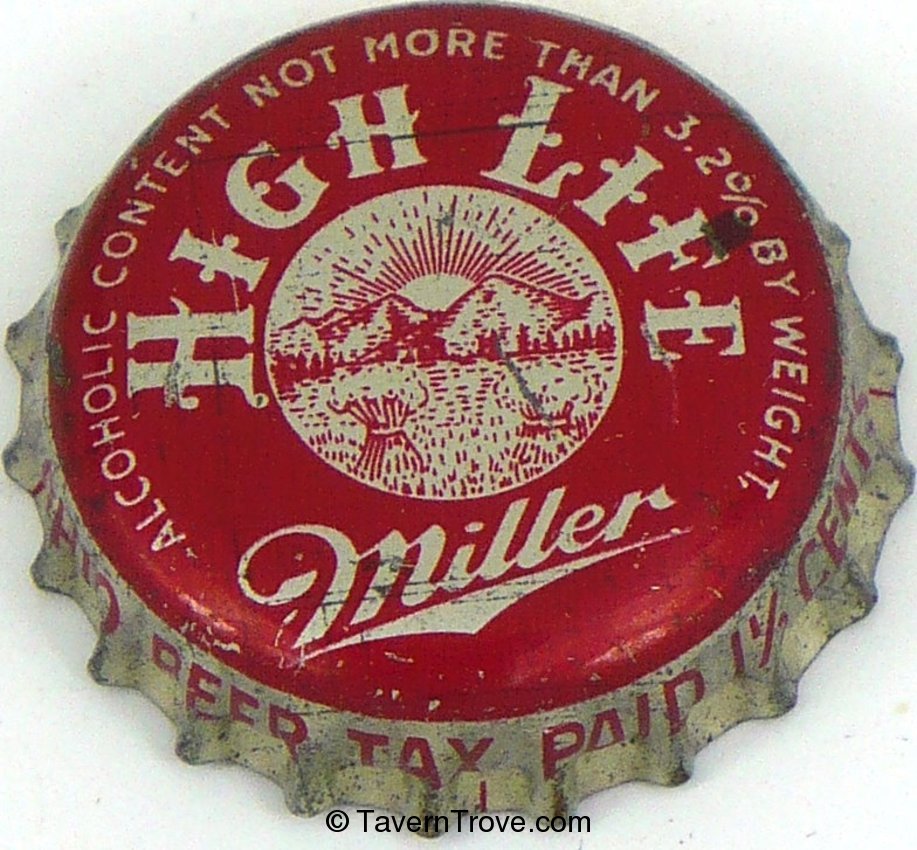 ALCOHOLIC CONTENT NOT MORE THAN 3.2% BY WEIGHT
HIGH LIFE
Miller
OHIO BEER TAX PAID 1½ CENTS
© TavernTrove.com